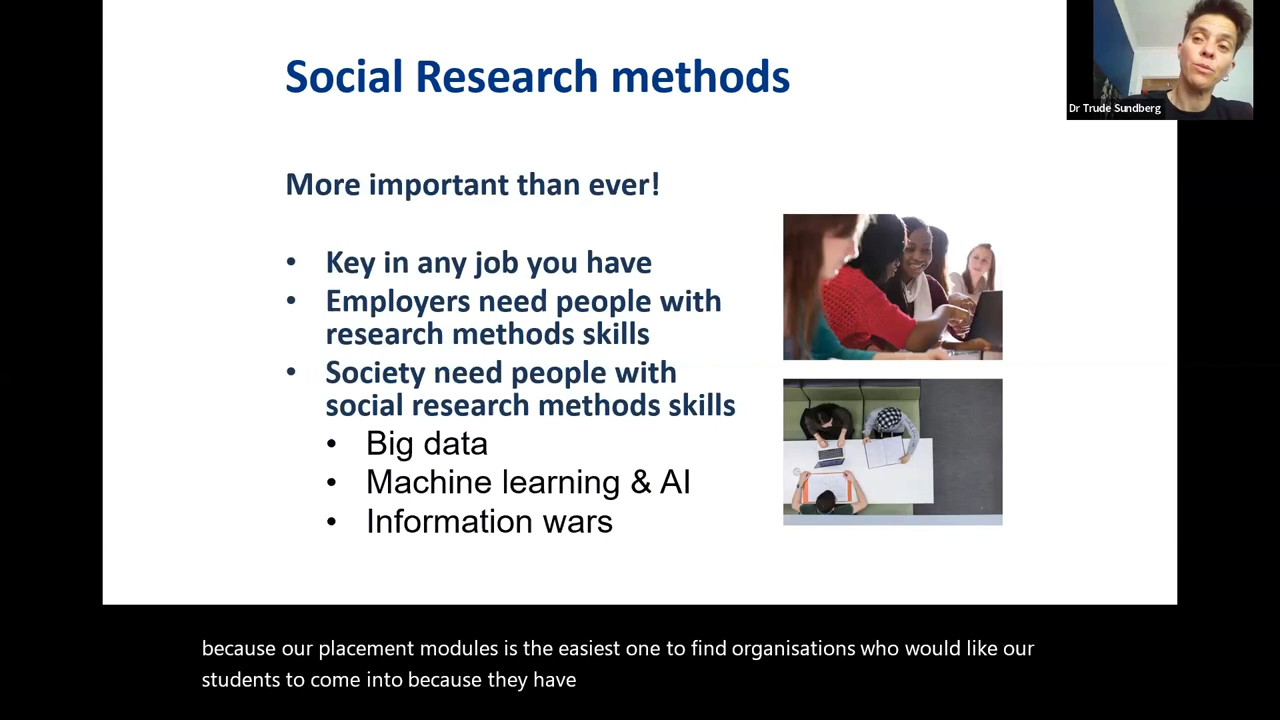 Social Research methods
Dr Trude Sundberg
More important than ever!
• Key in any job you have
• Employers need people with
research methods skills
• Society need people with
social research methods skills
• Big data
• Machine learning & AI
• Information wars
because our placement modules is the easiest one to find organisations who would like our
students to come into because they have